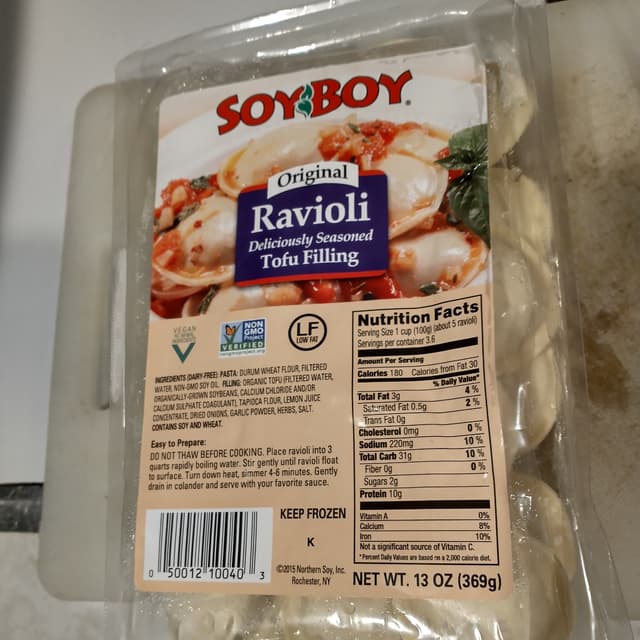 SOYBOY
Original
Ravioli
Deliciously Seasoned
Tofu Filling
VEGAN
NO ANIMAL
INGREDIENTS
NON
GMO
Project
VERIFIED
nongmoproject.org
LF
LOW FAT
INGREDIENTS (DAIRY-FREE): PASTA: DURUM WHEAT FLOUR, FILTERED
WATER, NON-GMO SOY OIL. FILLING: ORGANIC TOFU (FILTERED WATER,
ORGANICALLY-GROWN SOYBEANS, CALCIUM CHLORIDE AND/OR
CALCIUM SULPHATE COAGULANT), TAPIOCA FLOUR, LEMON JUICE
CONCENTRATE, DRIED ONIONS, GARLIC POWDER, HERBS, SALT.
CONTAINS SOY AND WHEAT.
Easy to Prepare:
DO NOT THAW BEFORE COOKING. Place ravioli into 3
quarts rapidly boiling water. Stir gently until ravioli float
to surface. Turn down heat, simmer 4-6 minutes. Gently
drain in colander and serve with your favorite sauce.
0 50012 10040 3
KEEP FROZEN
K
©2015 Northern Soy, Inc.
Rochester, NY
Nutrition Facts
Serving Size 1 cup (100g) (about 5 ravioli)
Servings per container 3.6
Amount Per Serving
Calories 180 Calories from Fat 30
% Daily Value*
Total Fat 3g 4 %
Saturated Fat 0.5g 2 %
Trans Fat 0g
Cholesterol 0mg 0 %
Sodium 220mg 10 %
Total Carb 31g 10 %
Fiber 0g 0 %
Sugars 2g
Protein 10g
Vitamin A 0%
Calcium 8%
Iron 10%
Not a significant source of Vitamin C.
*Percent Daily Values are based on a 2,000 calorie diet.
NET WT. 13 OZ (369g)